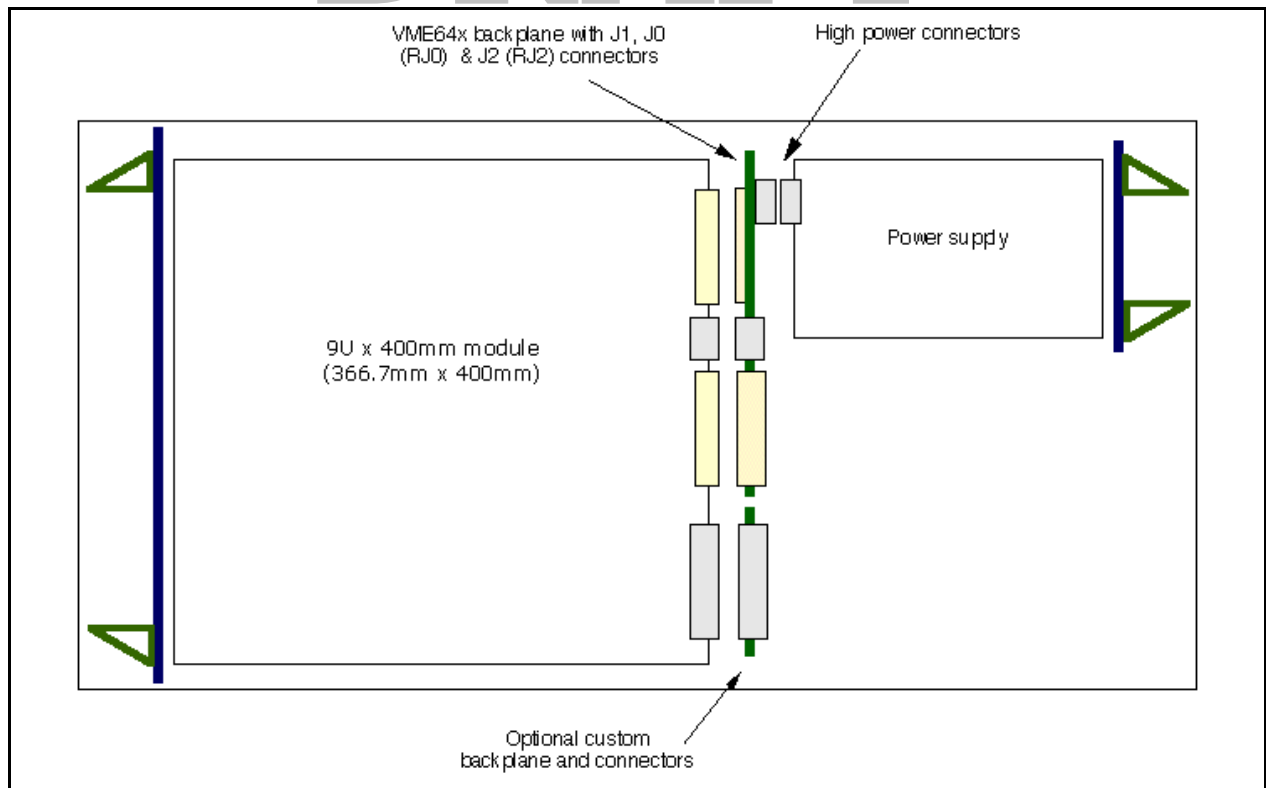 VME64x backplane with J1, J0
(RJ0) & J2 (RJ2) connectors
High power connectors
Power supply
9U x 400mm module
(366.7mm x 400mm)
Optional custom
backplane and connectors